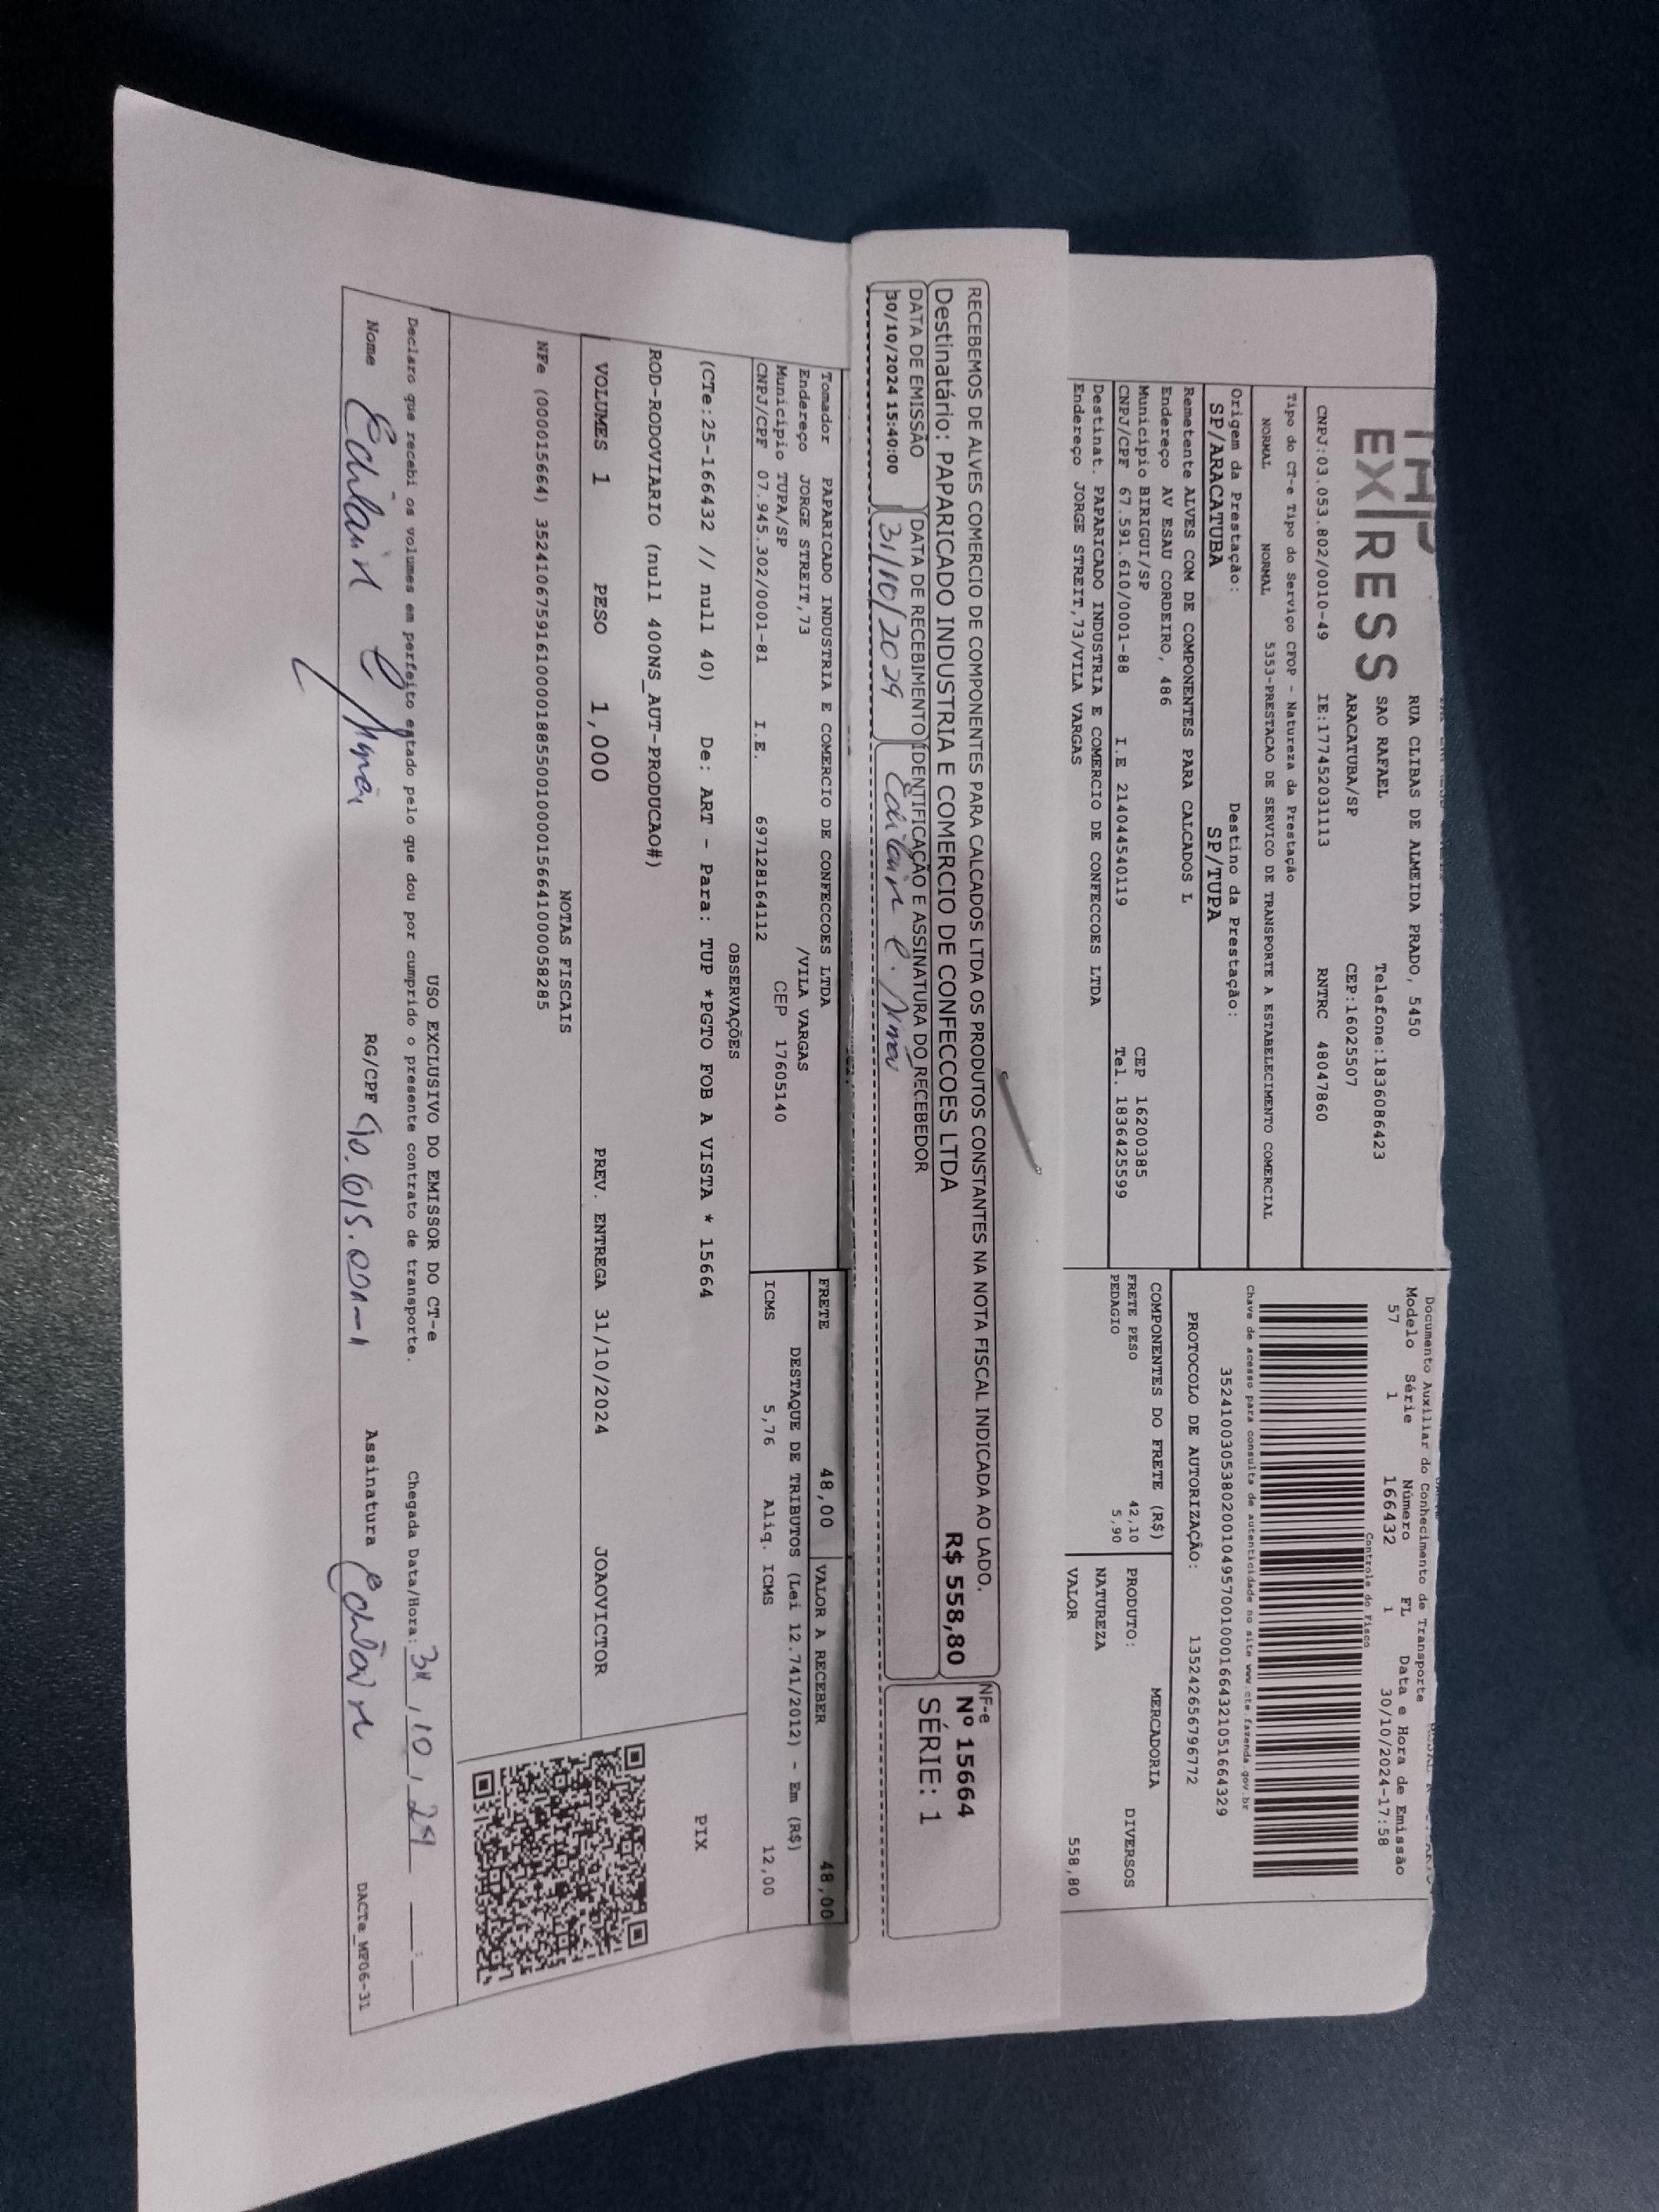 EX|RESS
RUA CLIBAS DE ALMEIDA PRADO, 5450
SAO RAFAEL Telefone:1836086423
ARACATUBA/SP CEP:16025507
CNPJ:03.053.802/0010-49 IE:177452031113 RNTRC 48047860
Tipo do CT-e Tipo do Serviço CFOP - Natureza da Prestação
NORMAL NORMAL 5353-PRESTACAO DE SERVICO DE TRANSPORTE A ESTABELECIMENTO COMERCIAL
Origem da Prestação: Destino da Prestação:
SP/ARACATUBA SP/TUPA
Remetente ALVES COM DE COMPONENTES PARA CALCADOS L
Endereço AV ESAU CORDEIRO, 486
Municipio BIRIGUI/SP CEP 16200385
CNPJ/CPF 67.591.610/0001-88 I.E 214044540119 Tel. 1836425599
Destinat. PAPARICADO INDUSTRIA E COMERCIO DE CONFECCOES LTDA
Endereço JORGE STREIT,73/VILA VARGAS
Documento Auxiliar do Conhecimento de Transporte
Modelo Série Número FL Data e Hora de Emissão
57 1 166432 1 30/10/2024-17:58
Controle do Fisco
Chave de acesso para consulta de autenticidade no site www.cte.fazenda.gov.br
35241003053802001049570010001664321051664329
PROTOCOLO DE AUTORIZAÇÃO: 135242656796772
COMPONENTES DO FRETE (R$) MERCADORIA
FRETE PESO 42,10 PRODUTO: DIVERSOS
PEDAGIO 5,90 NATUREZA
VALOR 558,80
RECEBEMOS DE ALVES COMERCIO DE COMPONENTES PARA CALCADOS LTDA OS PRODUTOS CONSTANTES NA NOTA FISCAL INDICADA AO LADO.
Destinatário: PAPARICADO INDUSTRIA E COMERCIO DE CONFECCOES LTDA R$ 558,80
DATA DE EMISSÃO DATA DE RECEBIMENTO IDENTIFICAÇÃO E ASSINATURA DO RECEBEDOR
30/10/2024 15:40:00 31/10/2024
NF-e
Nº 15664
SÉRIE: 1
Tomador PAPARICADO INDUSTRIA E COMERCIO DE CONFECCOES LTDA
Endereço JORGE STREIT,73 /VILA VARGAS
Municipio TUPA/SP CEP 17605140
CNPJ/CPF 07.945.302/0001-81 I.E. 697128164112
FRETE 48,00 VALOR A RECEBER 48,00
DESTAQUE DE TRIBUTOS (Lei 12.741/2012) - Em (R$)
ICMS 5,76 Aliq. ICMS 12,00
OBSERVAÇÕES
(CTe:25-166432 // null 40) De: ART - Para: TUP *PGTO FOB A VISTA * 15664
PIX
ROD-RODOVIARIO (null 400NS_AUT-PRODUCAO#)
VOLUMES 1 PESO 1,000 PREV. ENTREGA 31/10/2024 JOAOVICTOR
NOTAS FISCAIS
NFe (000015664) 35241067591610000188550010000156641000058285
USO EXCLUSIVO DO EMISSOR DO CT-e
Declaro que recebi os volumes em perfeito estado pelo que dou por cumprido o presente contrato de transporte. Chegada Data/Hora: 31 , 10 , 24 :
Nome RG/CPF Assinatura DACTe_MF06-31